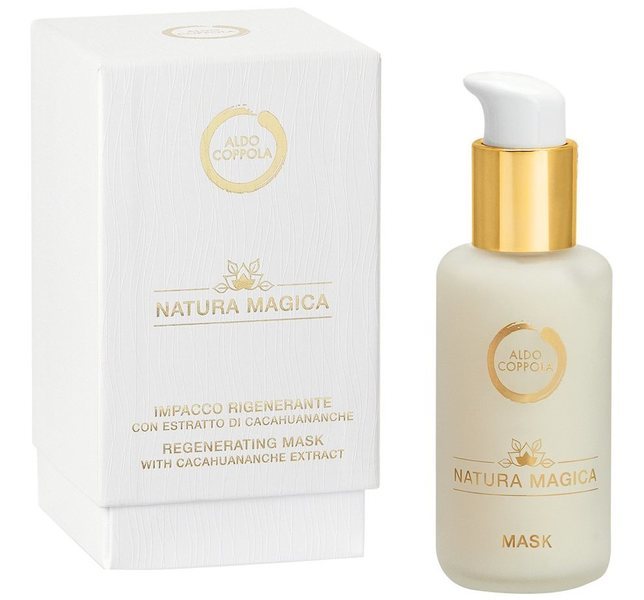 ALDO
COPPOLA
NATURA MAGICA
IMPACCO RIGENERANTE
CON ESTRATTO DI CACAHUANANCHE
REGENERATING MASK
WITH CACAHUANANCHE EXTRACT
ALDO
COPPOLA
NATURA MAGICA
MASK